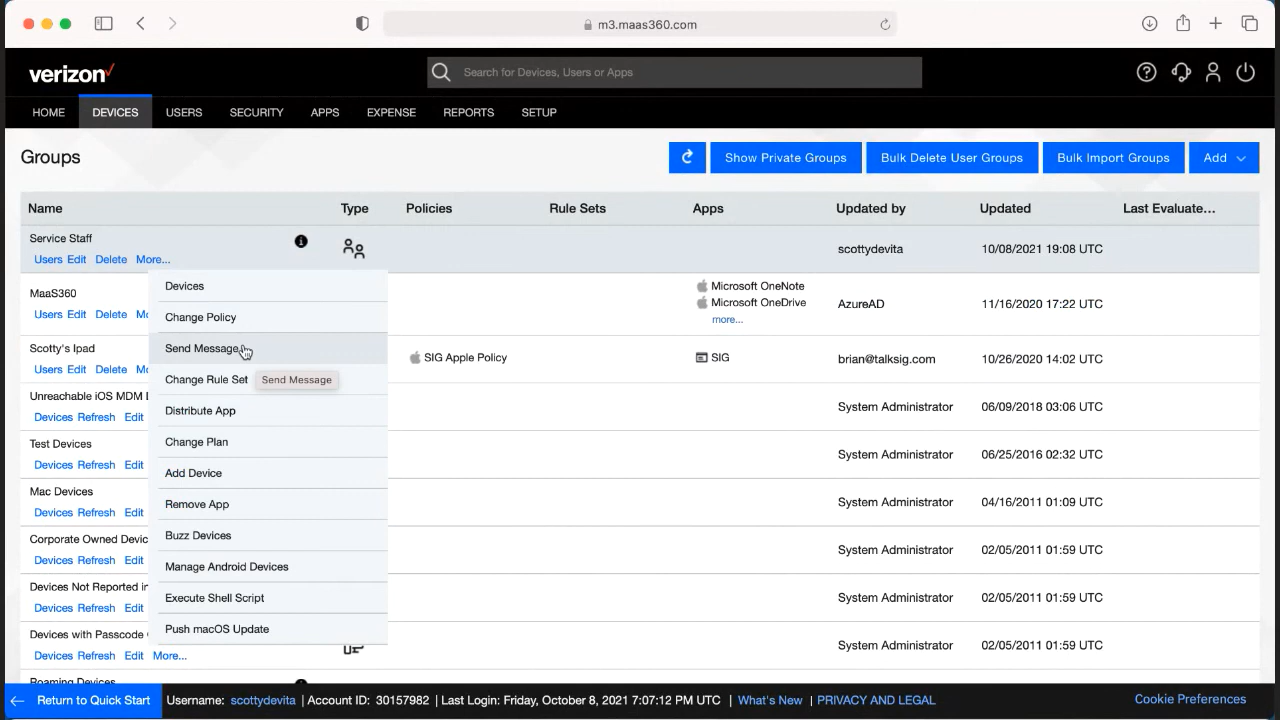 m3.maas360.com
verizon
Search for Devices, Users or Apps
HOME DEVICES USERS SECURITY APPS EXPENSE REPORTS SETUP
Groups
Show Private Groups Bulk Delete User Groups Bulk Import Groups Add
Name Type Policies Rule Sets Apps Updated by Updated Last Evaluate...
Service Staff
Users Edit Delete More...
scottydevita 10/08/2021 19:08 UTC
Devices
Change Policy
Send Message
Change Rule Set Send Message
Distribute App
Change Plan
Add Device
Remove App
Buzz Devices
Manage Android Devices
Execute Shell Script
Push macOS Update
MaaS360
Users Edit Delete
Microsoft OneNote
Microsoft OneDrive
more...
AzureAD 11/16/2020 17:22 UTC
Scotty's Ipad
Users Edit Delete
SIG Apple Policy SIG brian@talksig.com 10/26/2020 14:02 UTC
Unreachable iOS MDM
Devices Refresh Edit
System Administrator 06/09/2018 03:06 UTC
Test Devices
Devices Refresh Edit
System Administrator 06/25/2016 02:32 UTC
Mac Devices
Devices Refresh Edit
System Administrator 04/16/2011 01:09 UTC
Corporate Owned Devic
Devices Refresh Edit
System Administrator 02/05/2011 01:59 UTC
Devices Not Reported in
Devices Refresh Edit
System Administrator 02/05/2011 01:59 UTC
Devices with Passcode
Devices Refresh Edit More...
System Administrator 02/05/2011 01:59 UTC
Roaming Devices
Return to Quick Start Username: scottydevita | Account ID: 30157982 | Last Login: Friday, October 8, 2021 7:07:12 PM UTC | What's New | PRIVACY AND LEGAL Cookie Preferences